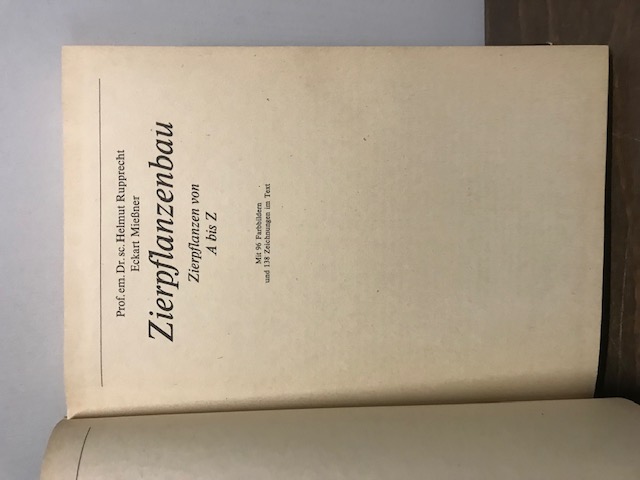 Prof. em. Dr. sc. Helmut Rupprecht
Eckart Mießner
Zierpflanzenbau
Zierpflanzen von
A bis Z
Mit 96 Farbbildern
und 138 Zeichnungen im Text